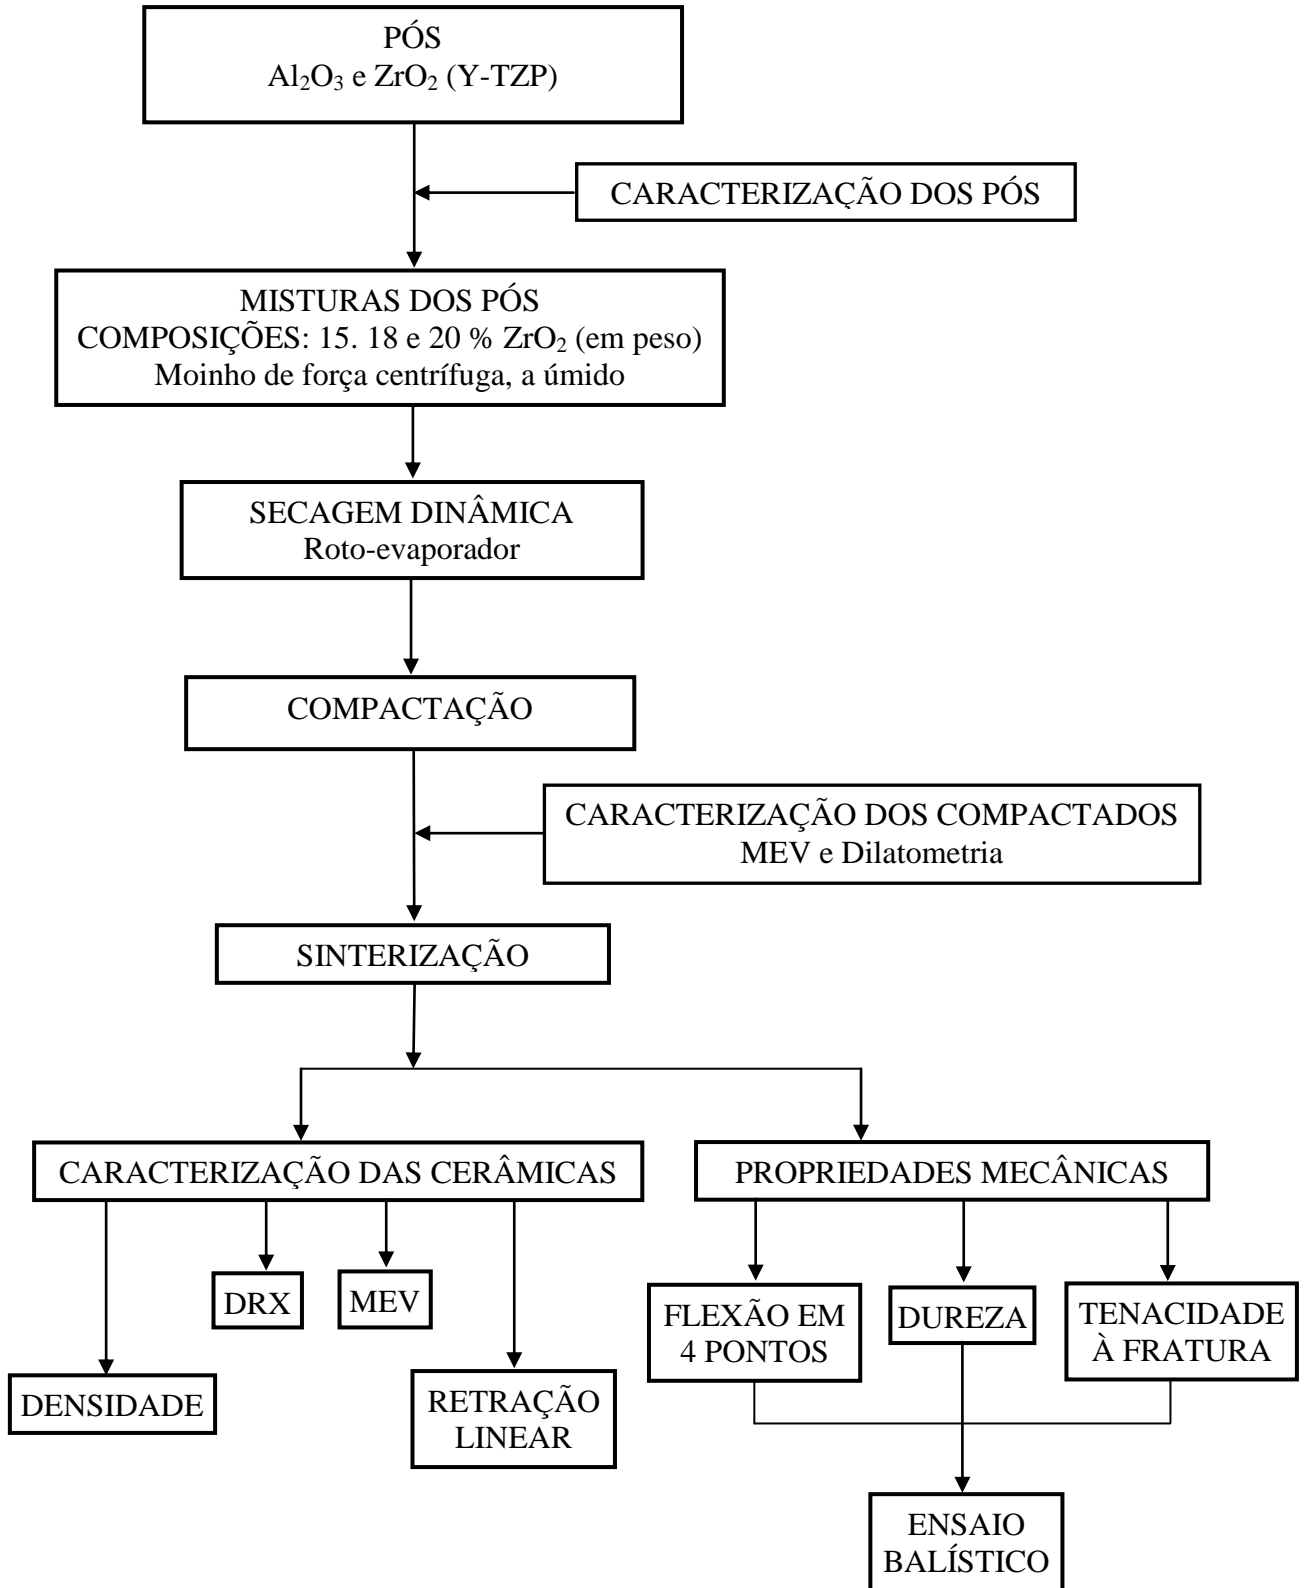 PÓS
Al₂O₃ e ZrO₂ (Y-TZP)
CARACTERIZAÇÃO DOS PÓS
MISTURAS DOS PÓS
COMPOSIÇÕES: 15. 18 e 20 % ZrO₂ (em peso)
Moinho de força centrífuga, a úmido
SECAGEM DINÂMICA
Roto-evaporador
COMPACTAÇÃO
CARACTERIZAÇÃO DOS COMPACTADOS
MEV e Dilatometria
SINTERIZAÇÃO
CARACTERIZAÇÃO DAS CERÂMICAS
PROPRIEDADES MECÂNICAS
DENSIDADE
DRX
MEV
RETRAÇÃO
LINEAR
FLEXÃO EM
4 PONTOS
DUREZA
TENACIDADE
À FRATURA
ENSAIO
BALÍSTICO